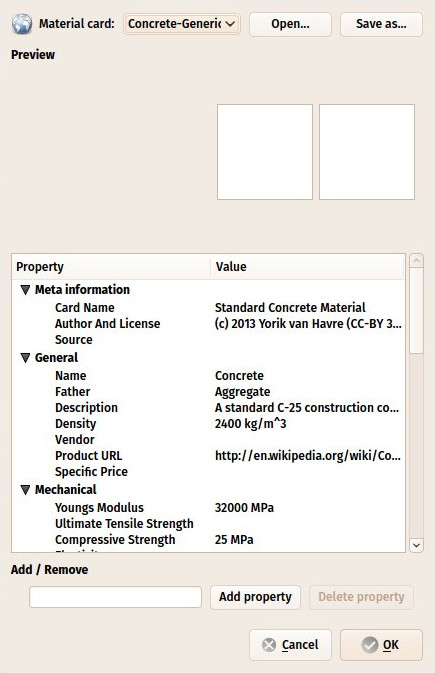 Material card: Concrete-Generic Open... Save as...
Preview
Property Value
Meta information
Card Name Standard Concrete Material
Author And License (c) 2013 Yorik van Havre (CC-BY 3...
Source
General
Name Concrete
Father Aggregate
Description A standard C-25 construction co...
Density 2400 kg/m^3
Vendor
Product URL http://en.wikipedia.org/wiki/Co...
Specific Price
Mechanical
Youngs Modulus 32000 MPa
Ultimate Tensile Strength
Compressive Strength 25 MPa
Add / Remove
Add property Delete property
Cancel OK